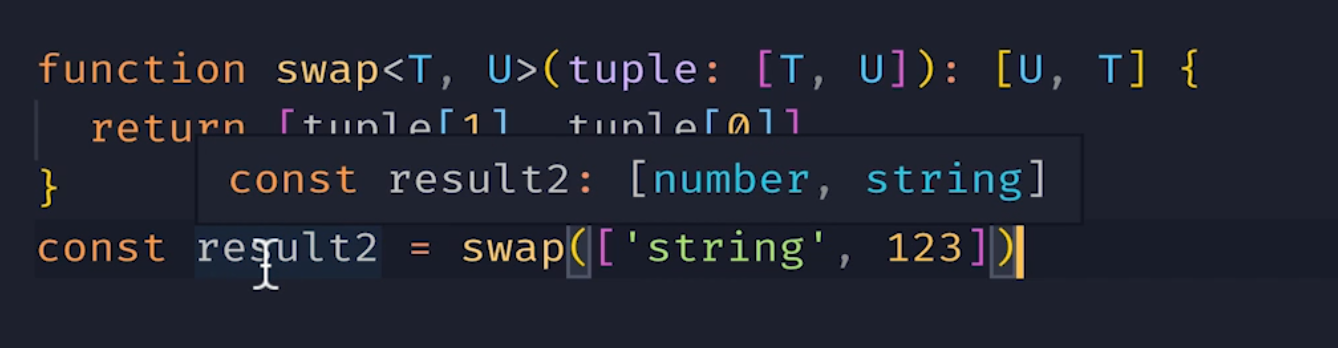 function swap<T, U>(tuple: [T, U]): [U, T] {
return [tuple[1], tuple[0]]
const result2: [number, string]
}
const result2 = swap(['string', 123])